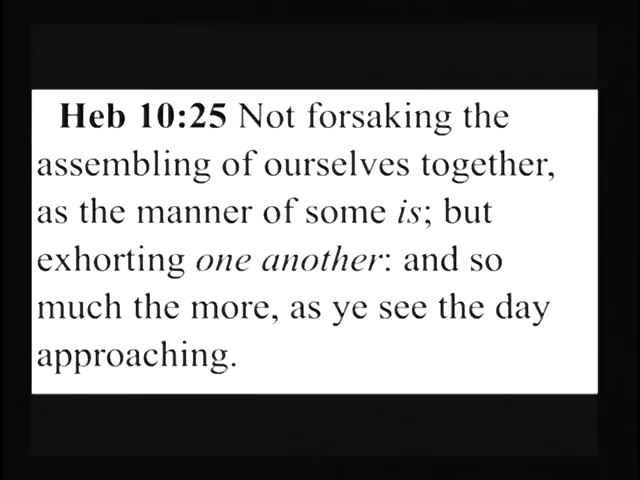 Heb 10:25 Not forsaking the
assembling of ourselves together,
as the manner of some is; but
exhorting one another: and so
much the more, as ye see the day
approaching.